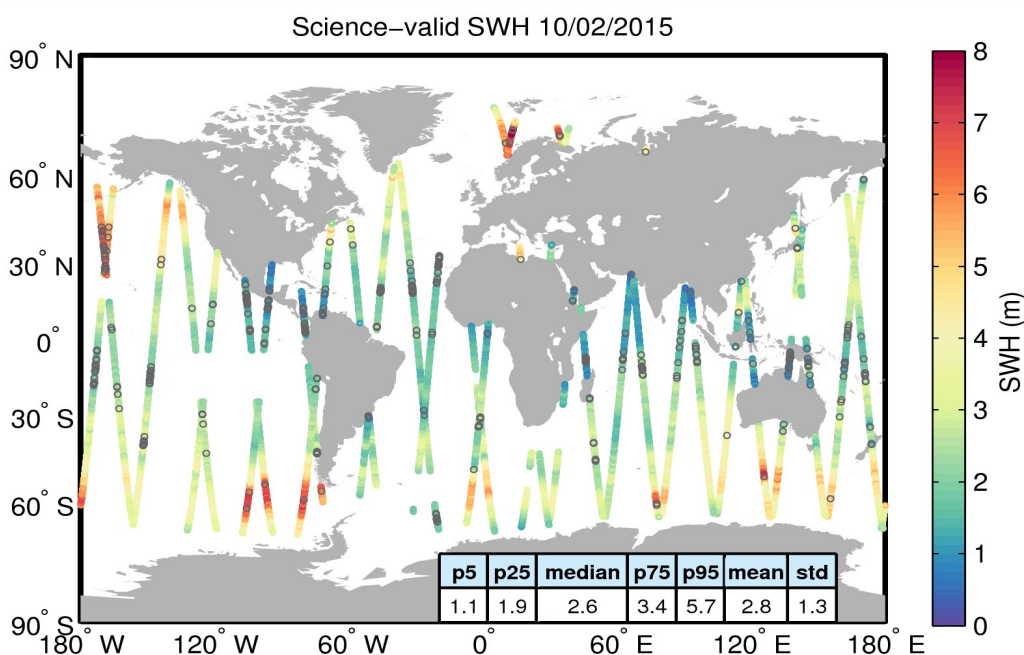 Science−valid SWH 10/02/2015
90° N
60° N
30° N
0°
30° S
60° S
90° S
180° W
120° W
60° W
0°
60° E
120° E
180° E
p5 p25 median p75 p95 mean std
1.1 1.9 2.6 3.4 5.7 2.8 1.3
8
7
6
5
4
3
2
1
0
SWH (m)